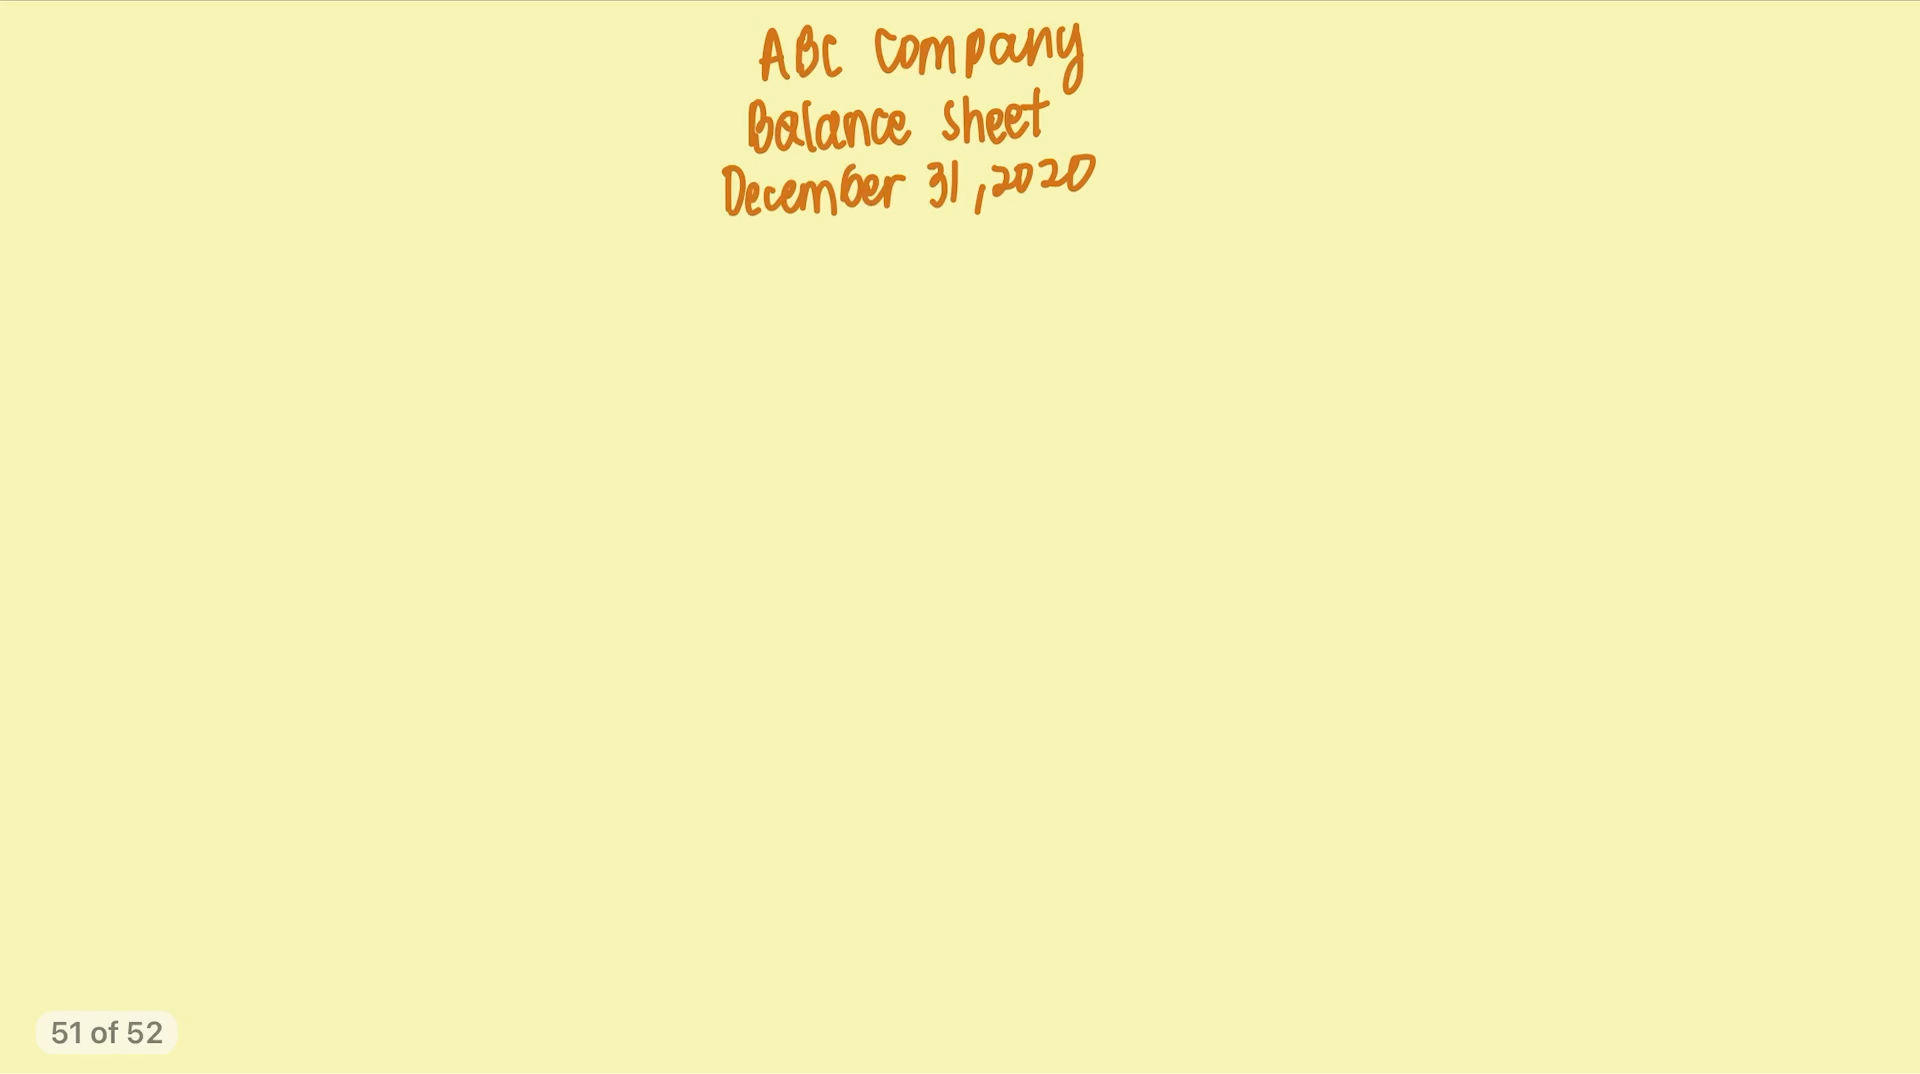 ABC Company
Balance Sheet
December 31, 2020
51 of 52